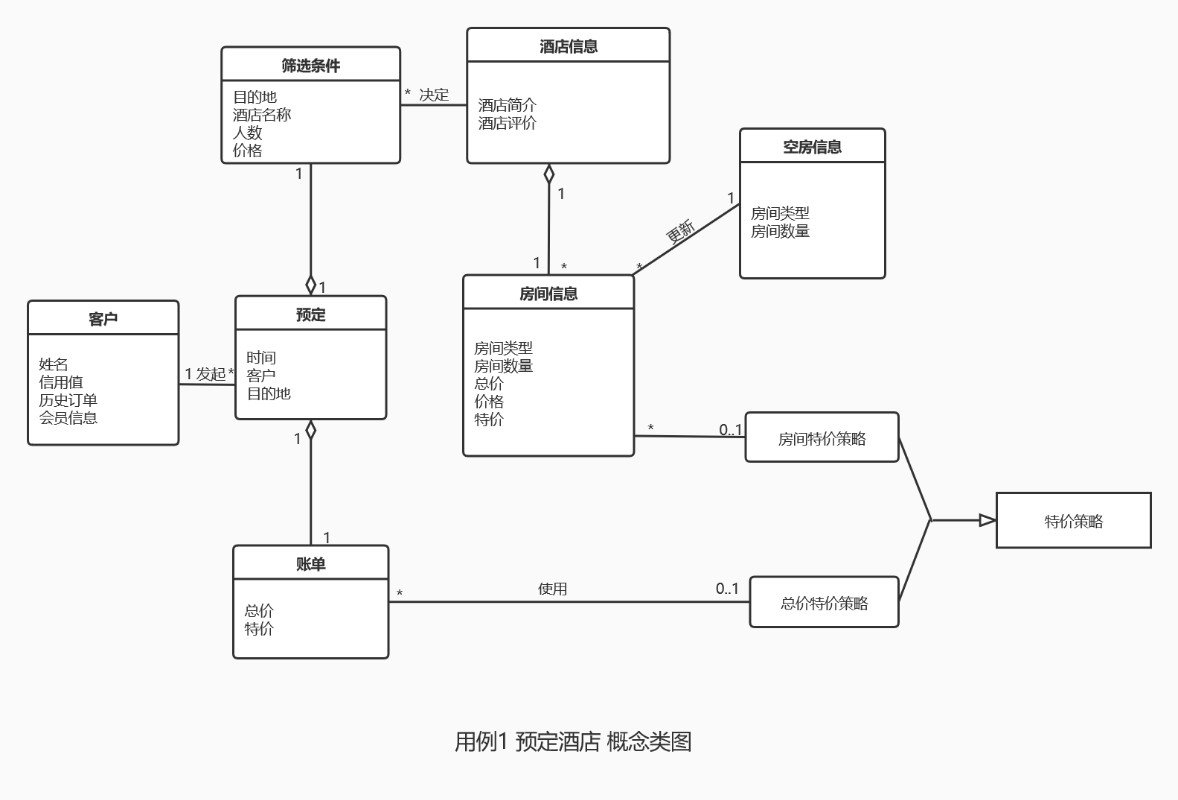 筛选条件
目的地
酒店名称
人数
价格
* 决定
酒店信息
酒店简介
酒店评价
空房信息
房间类型
房间数量
1
1
1
更新
1
*
*
1
房间信息
房间类型
房间数量
总价
价格
特价
客户
姓名
信用值
历史订单
会员信息
1 发起 *
预定
时间
客户
目的地
*
0..1
房间特价策略
1
特价策略
1
账单
总价
特价
*
使用
0..1
总价特价策略
用例1 预定酒店 概念类图